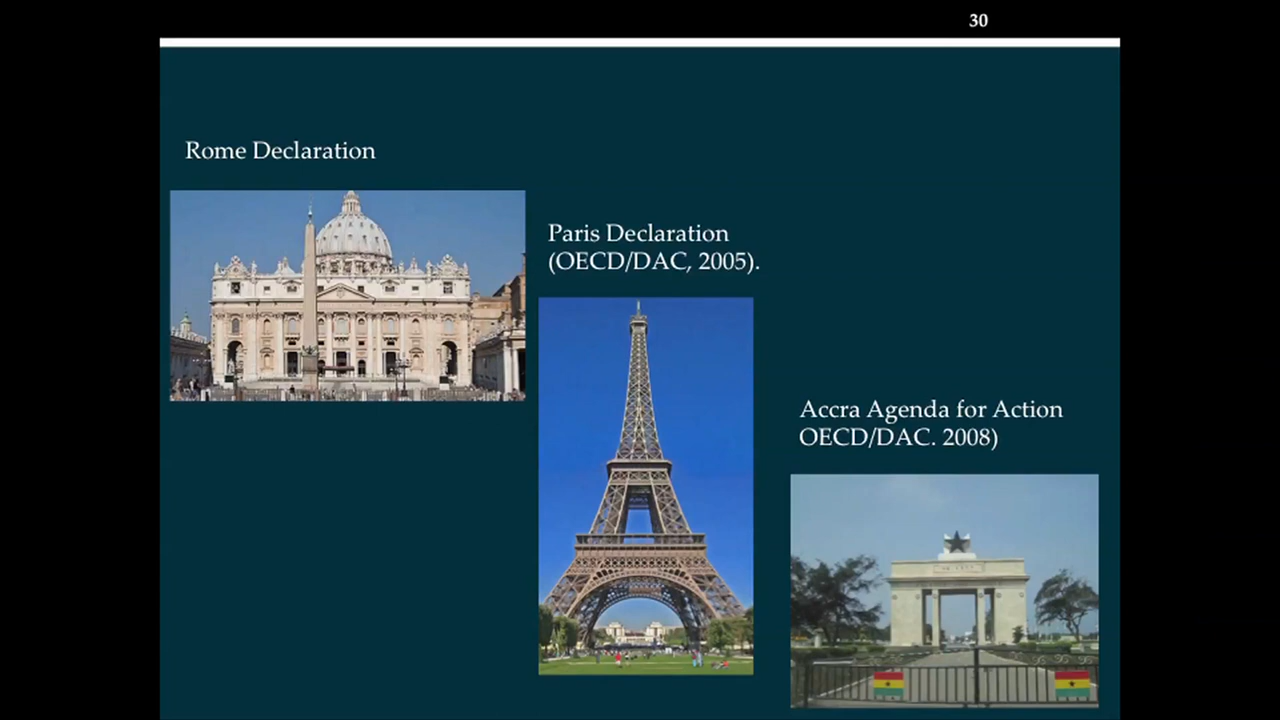 30
Rome Declaration
Paris Declaration
(OECD/DAC, 2005).
Accra Agenda for Action
OECD/DAC. 2008)